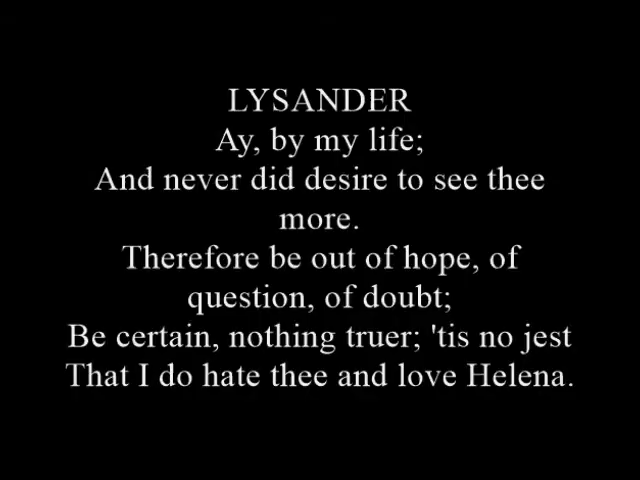 LYSANDER
Ay, by my life;
And never did desire to see thee
more.
Therefore be out of hope, of
question, of doubt;
Be certain, nothing truer; 'tis no jest
That I do hate thee and love Helena.